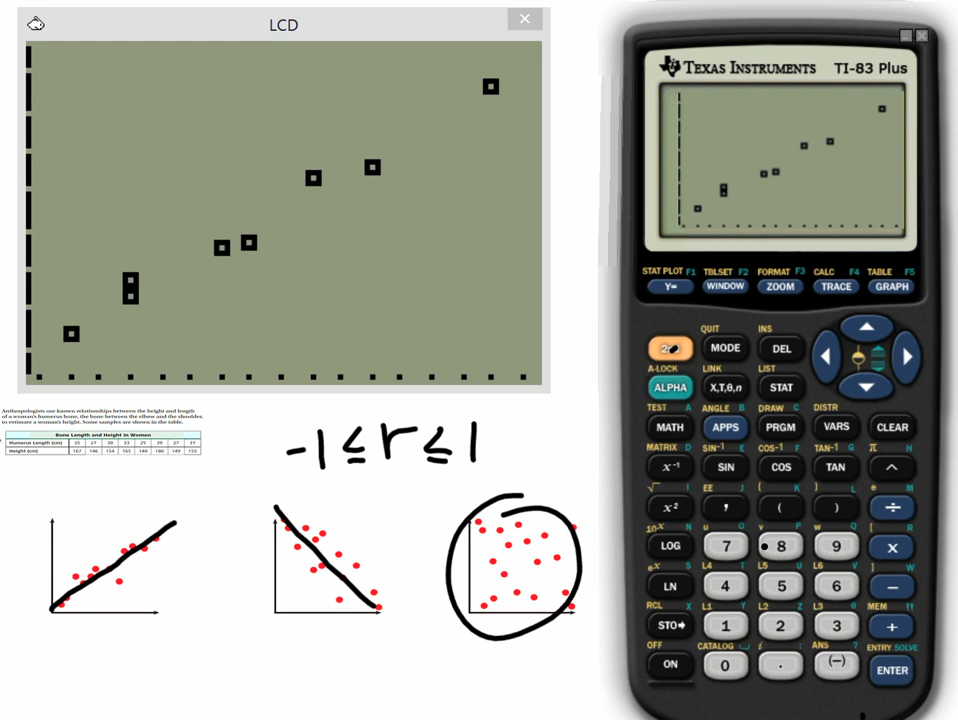 LCD
Anthropologists use known relationships between the height and length
of a woman's humerus bone, the bone between the elbow and the shoulder,
to estimate a woman's height. Some samples are shown in the table.
Bone Length and Height in Women
Humerus Length (cm) 35 27 30 33 25 39 27 31
Height (cm) 167 146 154 165 140 180 149 155
-1 ≤ r ≤ 1
TEXAS INSTRUMENTS TI-83 Plus
STAT PLOT F1 TBLSET F2 FORMAT F3 CALC F4 TABLE F5
Y= WINDOW ZOOM TRACE GRAPH
QUIT INS
MODE DEL
A-LOCK LINK LIST
ALPHA X,T,θ,n STAT
TEST A ANGLE B DRAW C DISTR
MATH APPS PRGM VARS CLEAR
MATRIX D SIN⁻¹ E COS⁻¹ F TAN⁻¹ G π H
x⁻¹ SIN COS TAN ^
√ I EE J { K } L e M
x² , ( ) ÷
10ˣ N u O v P w Q [ R
LOG 7 8 9 x
eˣ S L4 T L5 U L6 V ] W
LN 4 5 6 −
RCL X L1 Y L2 Z L3 θ MEM "
STO➔ 1 2 3 +
OFF CATALOG i : ANS ? ENTRY SOLVE
ON 0 . (−) ENTER